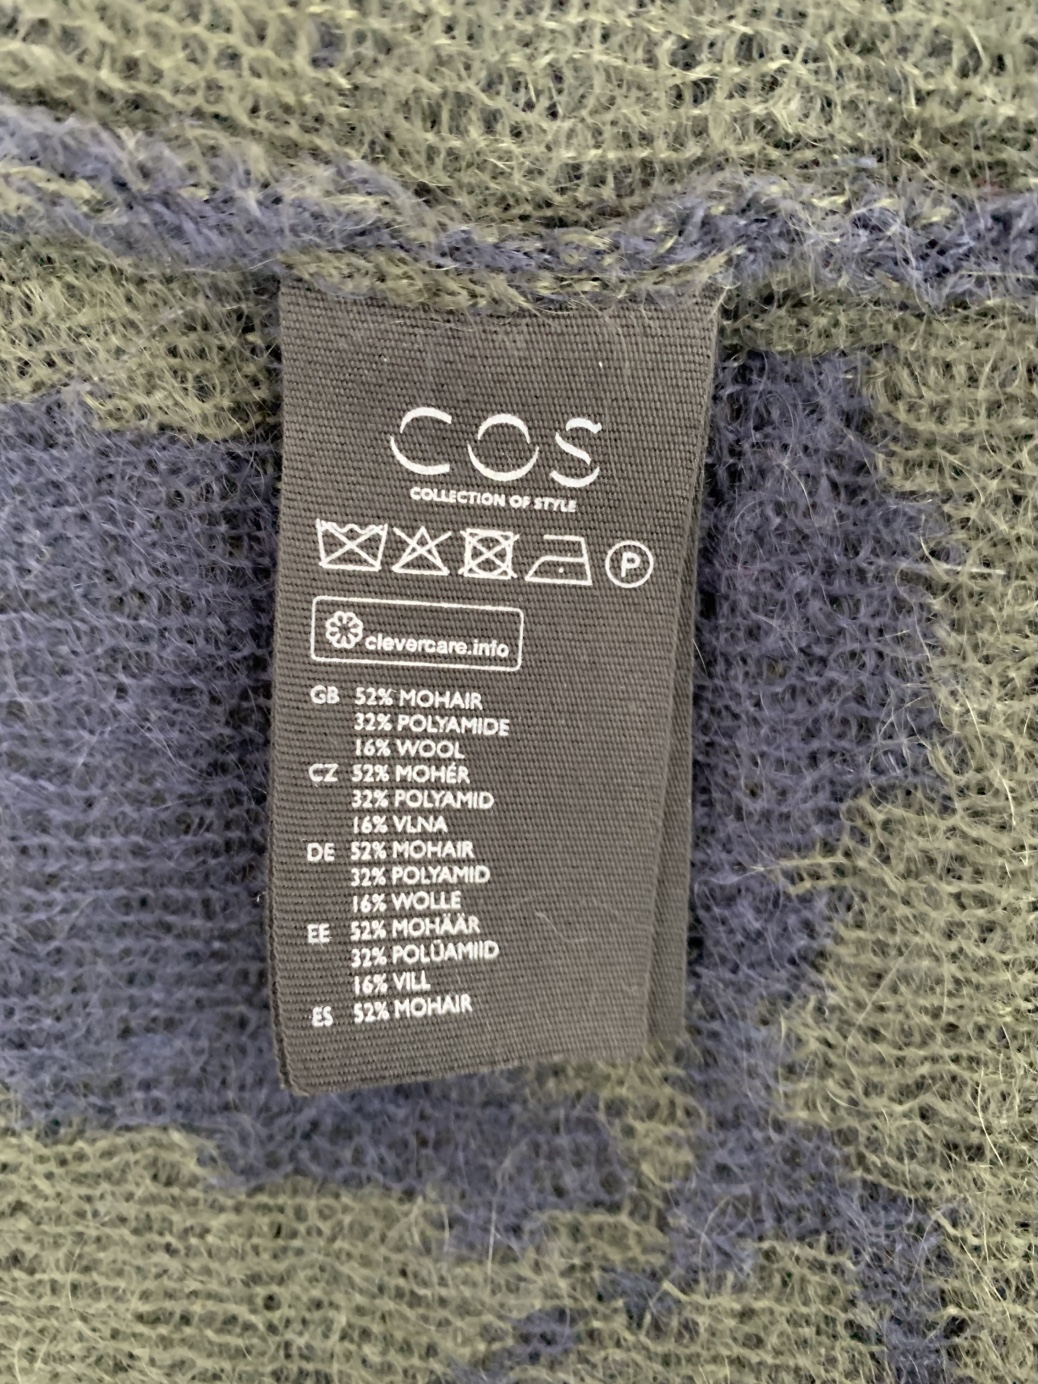 COS
COLLECTION OF STYLE
P
clevercare.info
GB 52% MOHAIR
32% POLYAMIDE
16% WOOL
CZ 52% MOHÉR
32% POLYAMID
16% VLNA
DE 52% MOHAIR
32% POLYAMID
16% WOLLE
EE 52% MOHÄÄR
32% POLÜAMIID
16% VILL
ES 52% MOHAIR